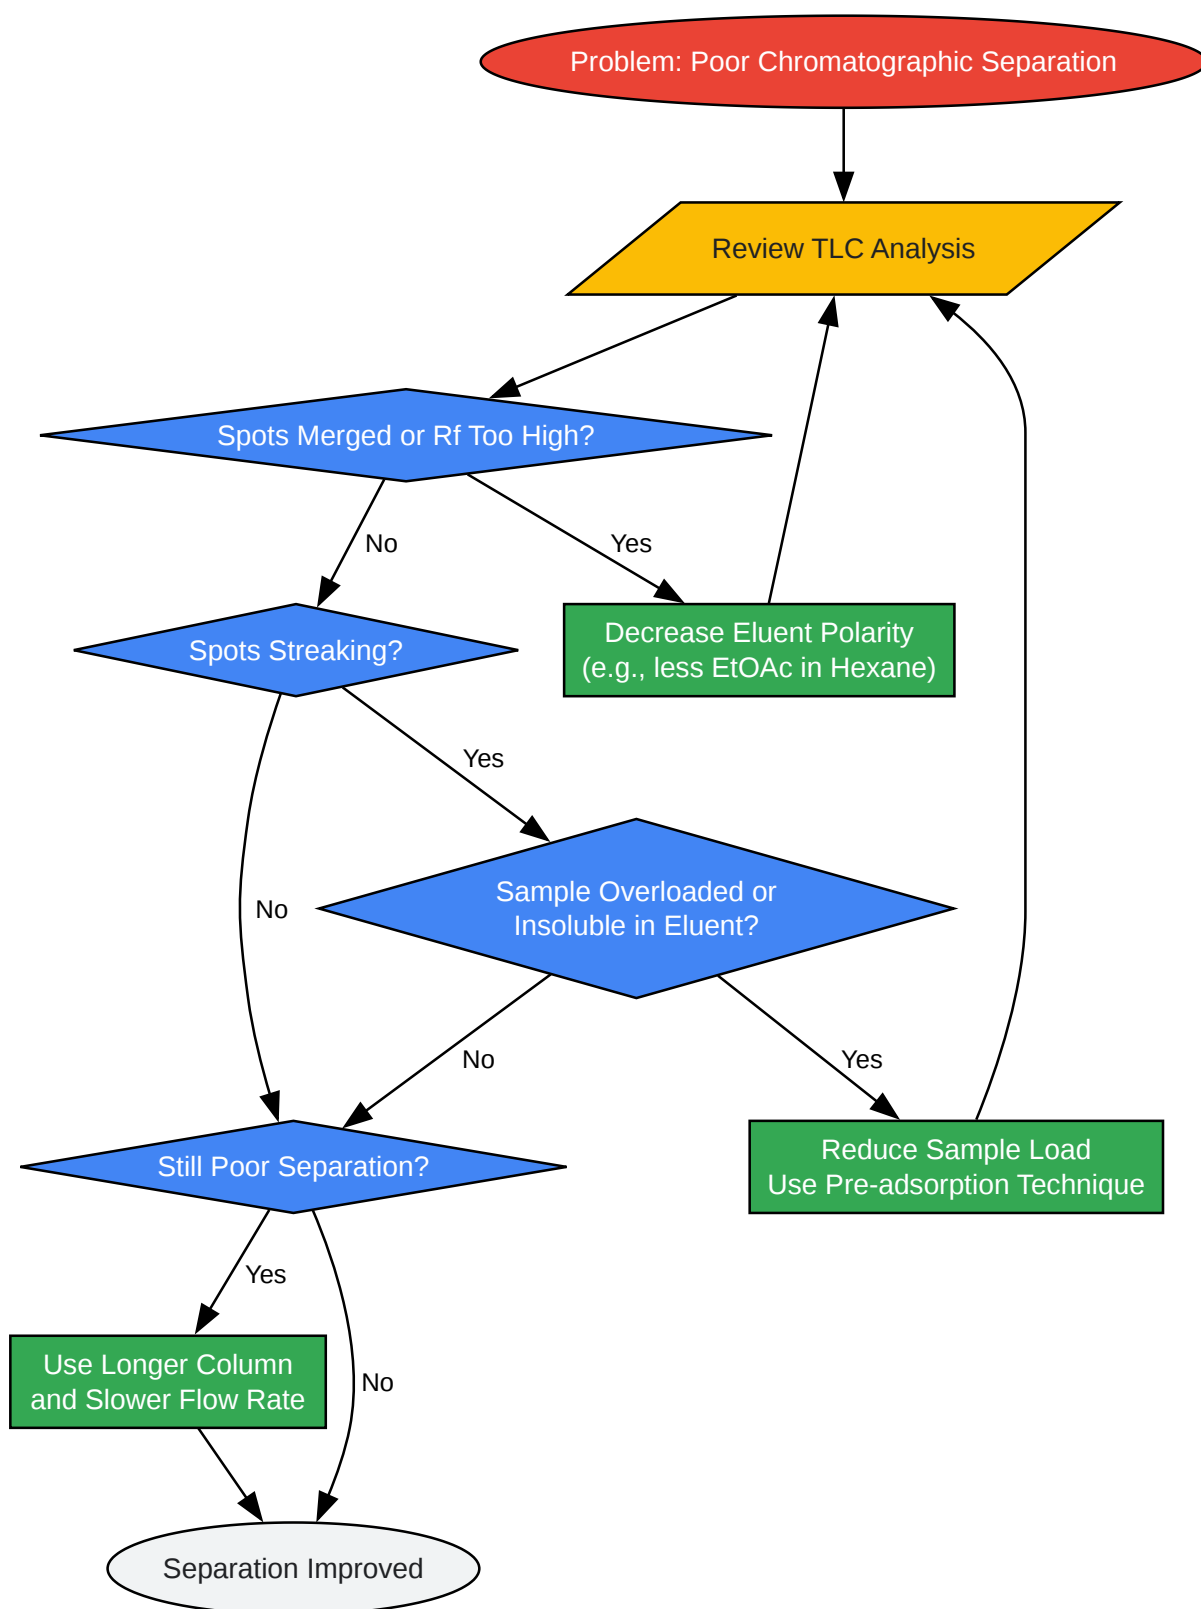 Problem: Poor Chromatographic Separation
Review TLC Analysis
Spots Merged or Rf Too High?
No
Yes
Spots Streaking?
Decrease Eluent Polarity
(e.g., less EtOAc in Hexane)
Yes
No
Sample Overloaded or
Insoluble in Eluent?
No
Yes
Still Poor Separation?
Reduce Sample Load
Use Pre-adsorption Technique
Yes
No
Use Longer Column
and Slower Flow Rate
Separation Improved